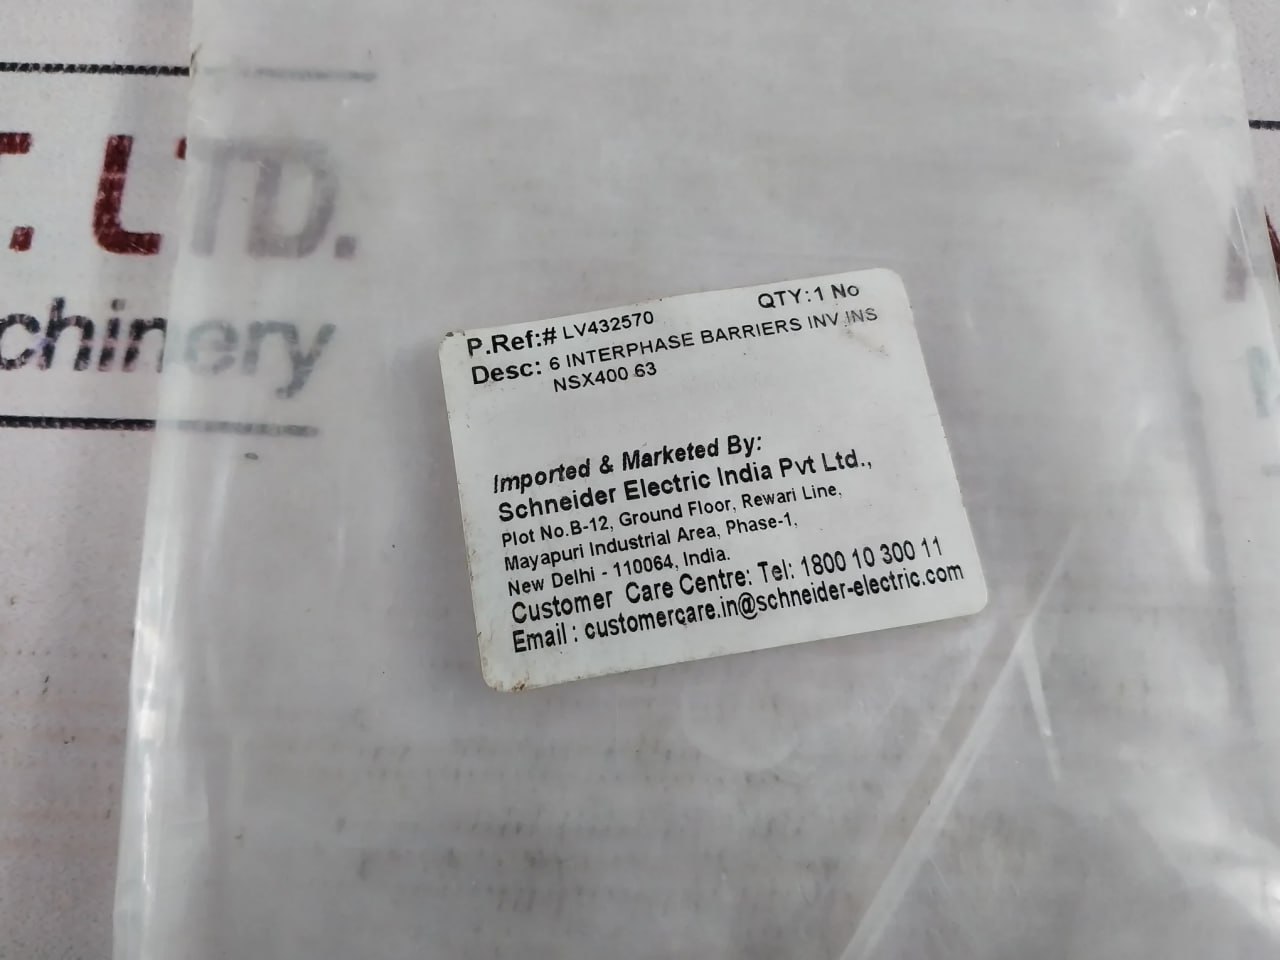 T. LTD.
chinery
P.Ref:# LV432570 QTY:1 No
Desc: 6 INTERPHASE BARRIERS INV INS
NSX400 63
Imported & Marketed By:
Schneider Electric India Pvt Ltd.,
Plot No.B-12, Ground Floor, Rewari Line,
Mayapuri Industrial Area, Phase-1,
New Delhi - 110064, India.
Customer Care Centre: Tel: 1800 10 300 11
Email : customercare.in@schneider-electric.com